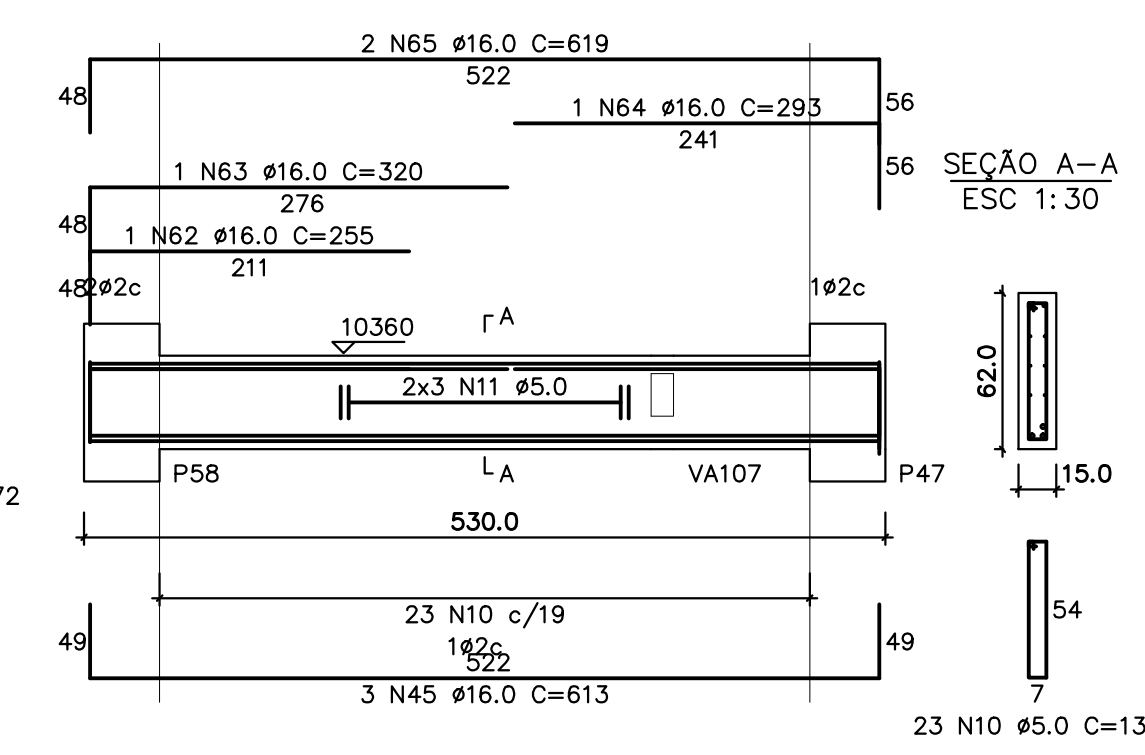 2 N65 ø16.0 C=619
522
48
56
1 N64 ø16.0 C=293
241
1 N63 ø16.0 C=320
56
SEÇÃO A-A
276
ESC 1:30
48
1 N62 ø16.0 C=255
211
48
2ø2c
1ø2c
10360
A
62.0
2x3 N11 ø5.0
P58
A
VA107
P47
15.0
72
530.0
23 N10 c/19
54
1ø2c
49
522
49
3 N45 ø16.0 C=613
7
23 N10 ø5.0 C=13